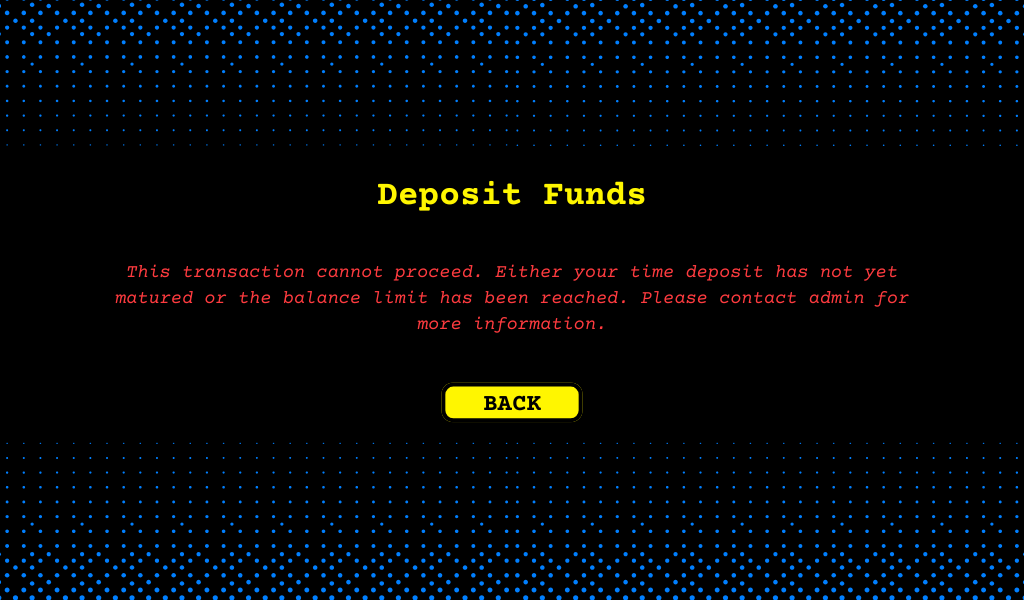 Deposit Funds
This transaction cannot proceed. Either your time deposit has not yet
matured or the balance limit has been reached. Please contact admin for
more information.
BACK